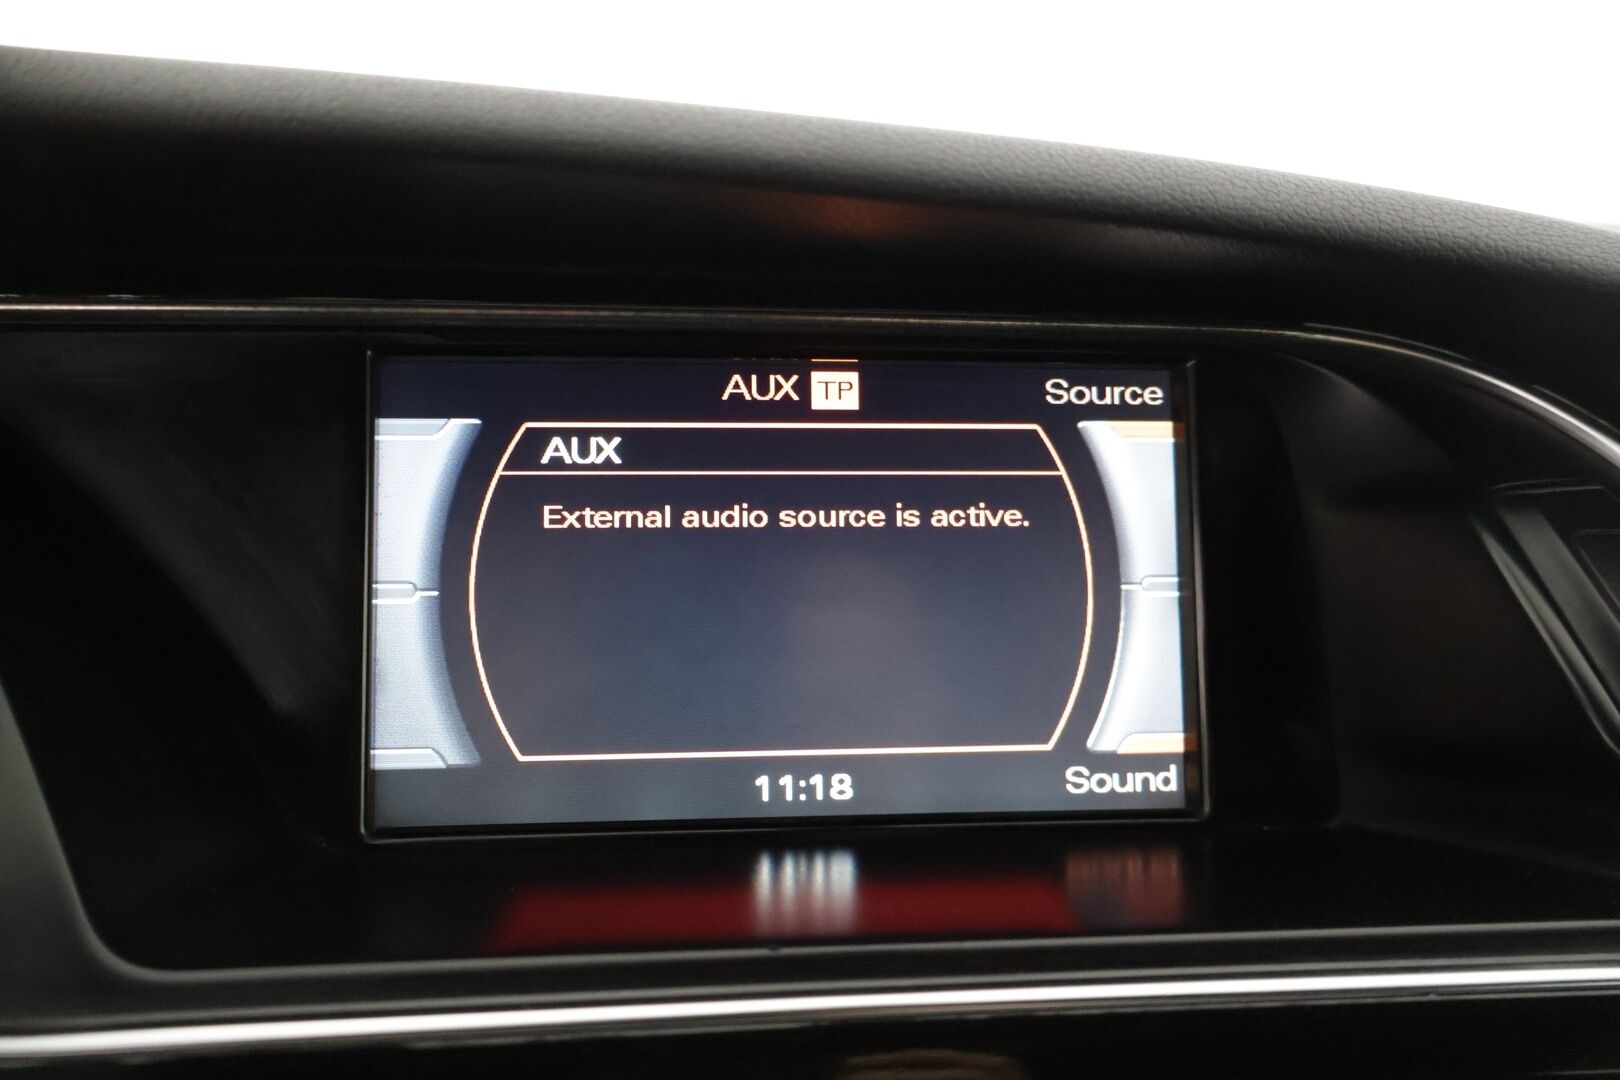 AUX TP
Source
AUX
External audio source is active.
11:18
Sound